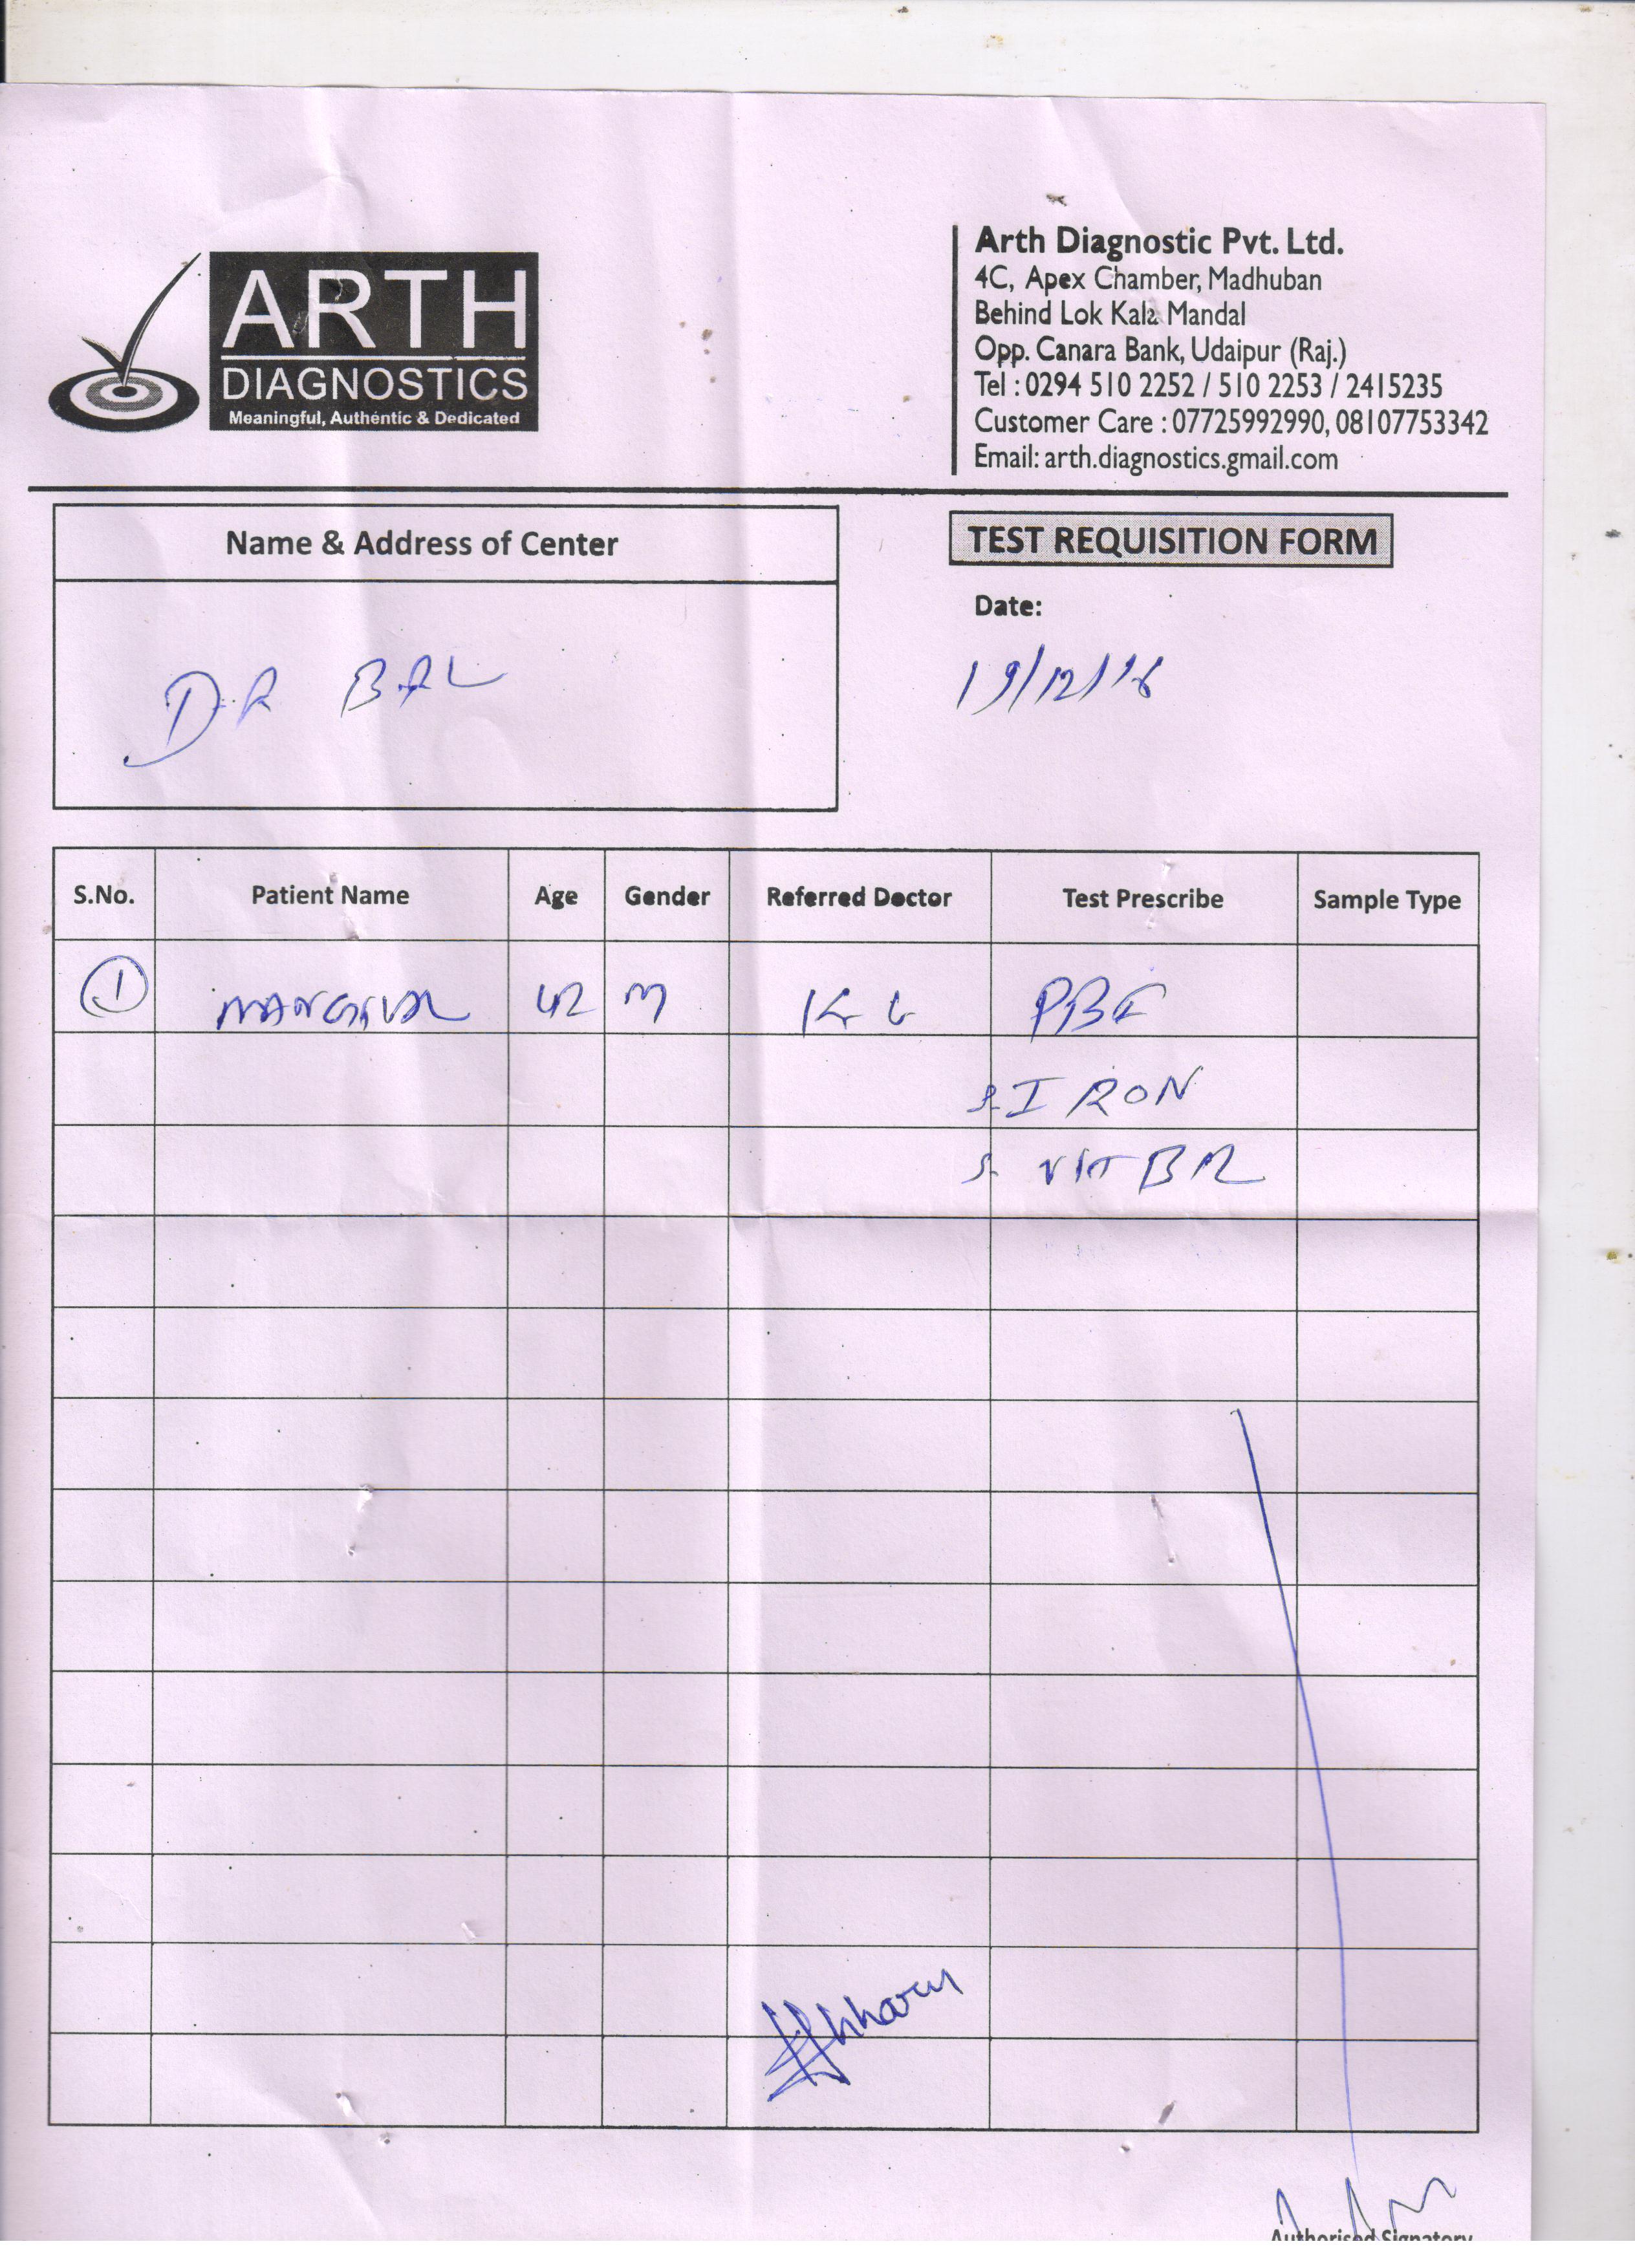 ARTH
DIAGNOSTICS
Meaningful, Authentic & Dedicated
Arth Diagnostic Pvt. Ltd.
4C, Apex Chamber, Madhuban
Behind Lok Kala Mandal
Opp. Canara Bank, Udaipur (Raj.)
Tel : 0294 510 2252 / 510 2253 / 2415235
Customer Care : 07725992990, 08107753342
Email: arth.diagnostics.gmail.com
Name & Address of Center
TEST REQUISITION FORM
Date:
DR BAL
19/12/16
S.No. Patient Name Age Gender Referred Doctor Test Prescribe Sample Type
1 42 M PBF
S. IRON
S. VIT B12
Authorised Signatory